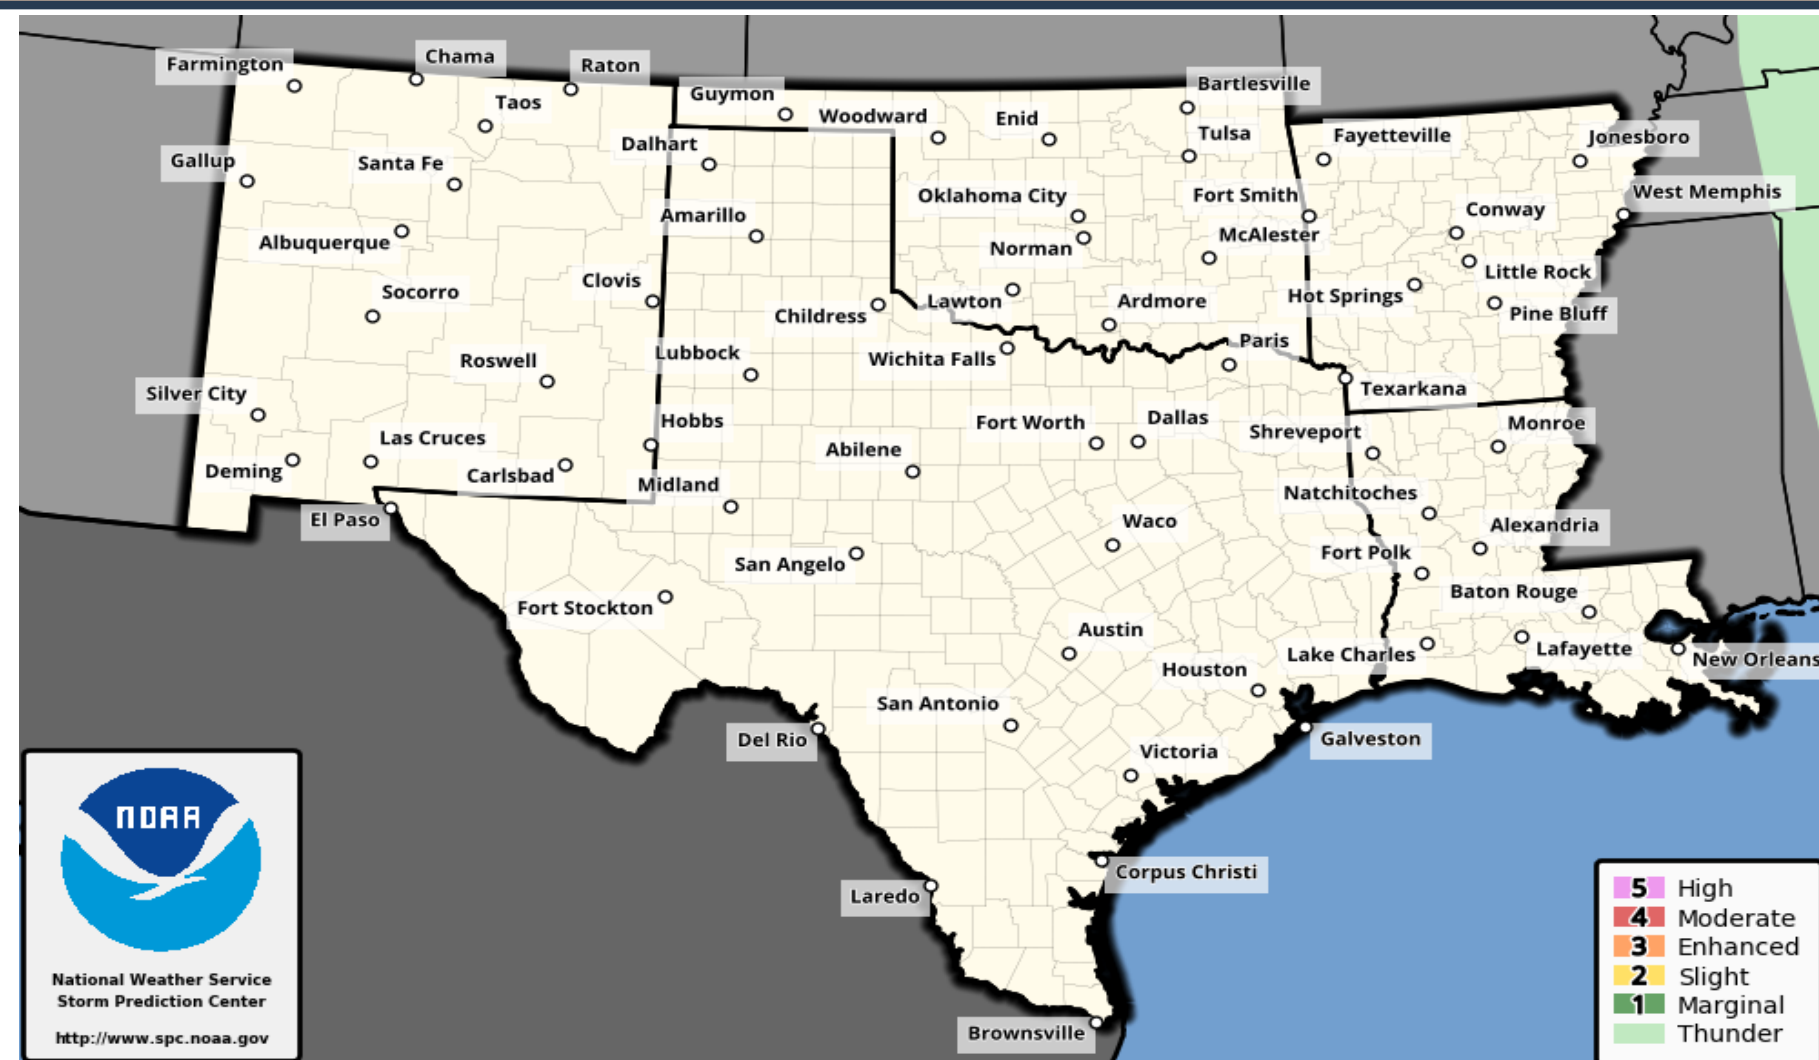 Farmington
Chama
Raton
Taos
Guymon
Woodward
Enid
Bartlesville
Tulsa
Fayetteville
Jonesboro
Gallup
Santa Fe
Dalhart
Oklahoma City
Fort Smith
Conway
West Memphis
Albuquerque
Amarillo
Norman
McAlester
Socorro
Clovis
Childress
Lawton
Ardmore
Hot Springs
Little Rock
Pine Bluff
Roswell
Lubbock
Wichita Falls
Paris
Texarkana
Silver City
Las Cruces
Hobbs
Abilene
Fort Worth
Dallas
Shreveport
Monroe
Deming
Carlsbad
Midland
Natchitoches
El Paso
San Angelo
Waco
Fort Polk
Alexandria
Fort Stockton
Austin
Baton Rouge
Houston
Lake Charles
Lafayette
New Orleans
San Antonio
Del Rio
Victoria
Galveston
Laredo
Corpus Christi
Brownsville
NOAA
National Weather Service
Storm Prediction Center
http://www.spc.noaa.gov
5 High
4 Moderate
3 Enhanced
2 Slight
1 Marginal
Thunder